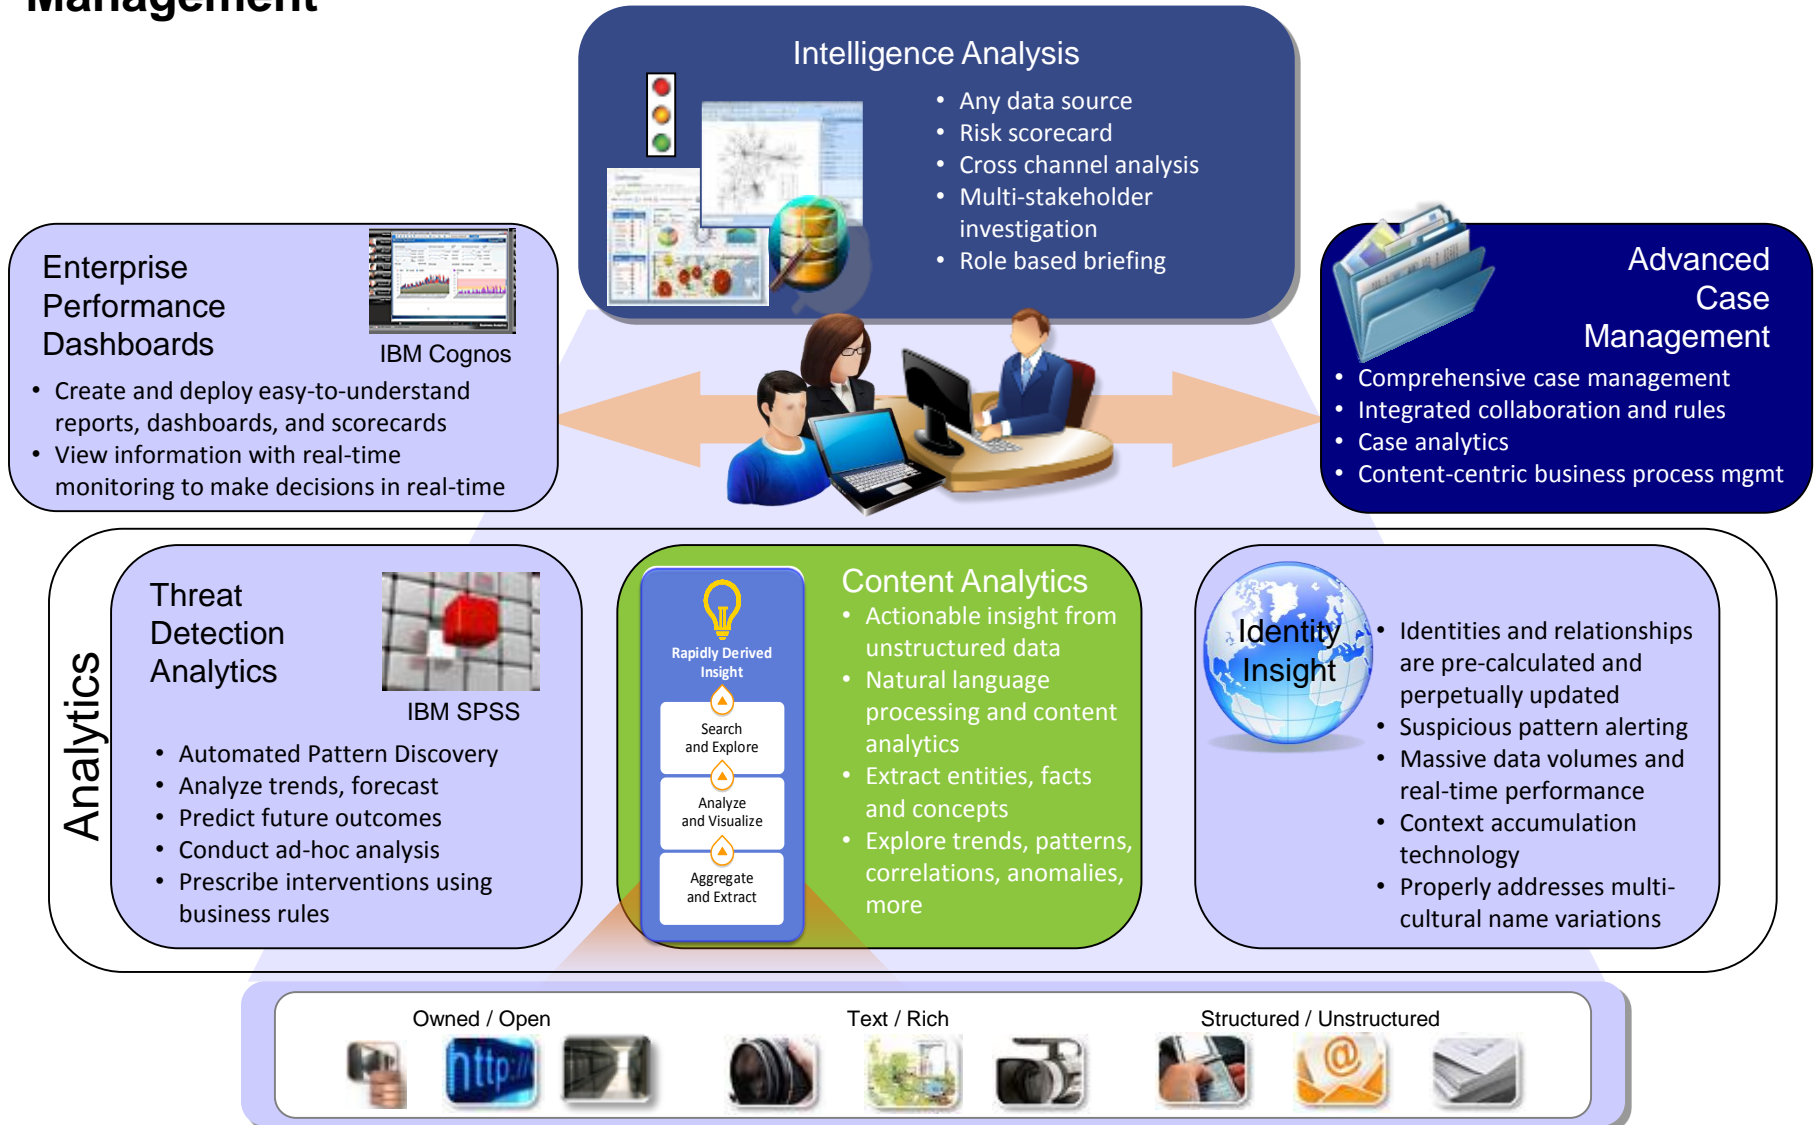 Management
Intelligence Analysis
• Any data source
• Risk scorecard
• Cross channel analysis
• Multi-stakeholder
investigation
• Role based briefing
Enterprise
Performance
Dashboards
IBM Cognos
• Create and deploy easy-to-understand
reports, dashboards, and scorecards
• View information with real-time
monitoring to make decisions in real-time
Advanced
Case
Management
• Comprehensive case management
• Integrated collaboration and rules
• Case analytics
• Content-centric business process mgmt
Analytics
Threat
Detection
Analytics
IBM SPSS
• Automated Pattern Discovery
• Analyze trends, forecast
• Predict future outcomes
• Conduct ad-hoc analysis
• Prescribe interventions using
business rules
Rapidly Derived
Insight
Search
and Explore
Analyze
and Visualize
Aggregate
and Extract
Content Analytics
• Actionable insight from
unstructured data
• Natural language
processing and content
analytics
• Extract entities, facts
and concepts
• Explore trends, patterns,
correlations, anomalies,
more
Identity
Insight
• Identities and relationships
are pre-calculated and
perpetually updated
• Suspicious pattern alerting
• Massive data volumes and
real-time performance
• Context accumulation
technology
• Properly addresses multi-
cultural name variations
Owned / Open
Text / Rich
Structured / Unstructured
http://
@